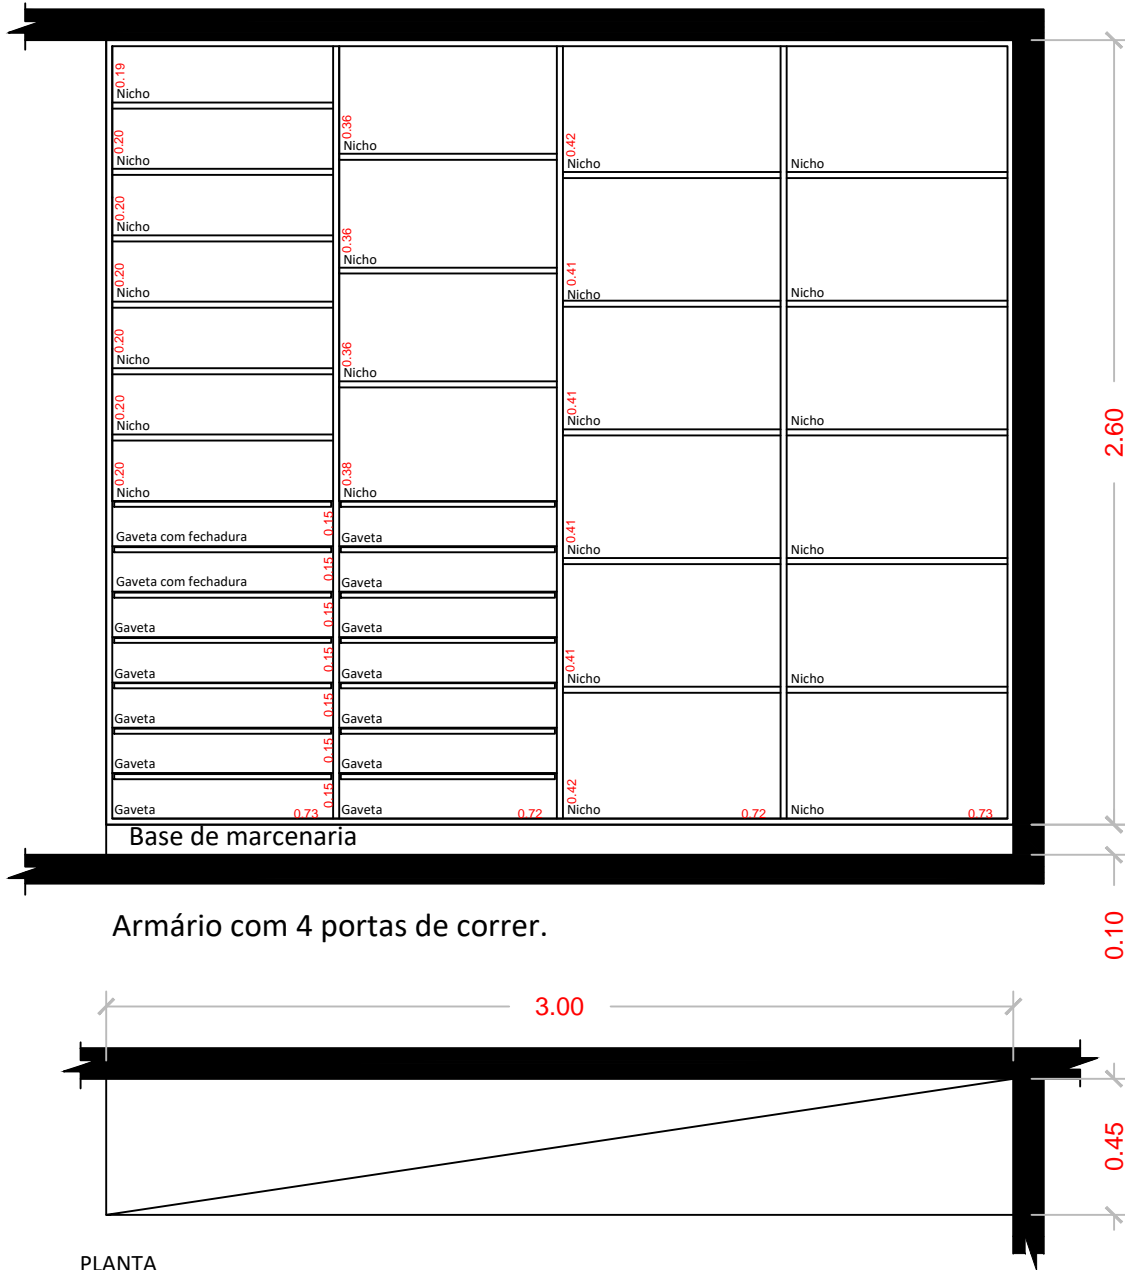 0.19
Nicho
0.36
Nicho
0.42
Nicho
Nicho
0.20
Nicho
0.20
Nicho
0.36
Nicho
0.41
Nicho
Nicho
0.20
Nicho
0.20
Nicho
0.36
Nicho
0.41
Nicho
Nicho
0.20
Nicho
0.20
Nicho
0.38
Nicho
0.15
Gaveta com fechadura
Gaveta
0.41
Nicho
Nicho
0.15
Gaveta com fechadura
Gaveta
0.15
Gaveta
Gaveta
0.15
Gaveta
Gaveta
0.41
Nicho
Nicho
0.15
Gaveta
Gaveta
0.15
Gaveta
Gaveta
0.15
Gaveta
0.73
Gaveta
0.72
0.42
Nicho
0.72
Nicho
0.73
2.60
Base de marcenaria
0.10
Armário com 4 portas de correr.
3.00
0.45
PLANTA